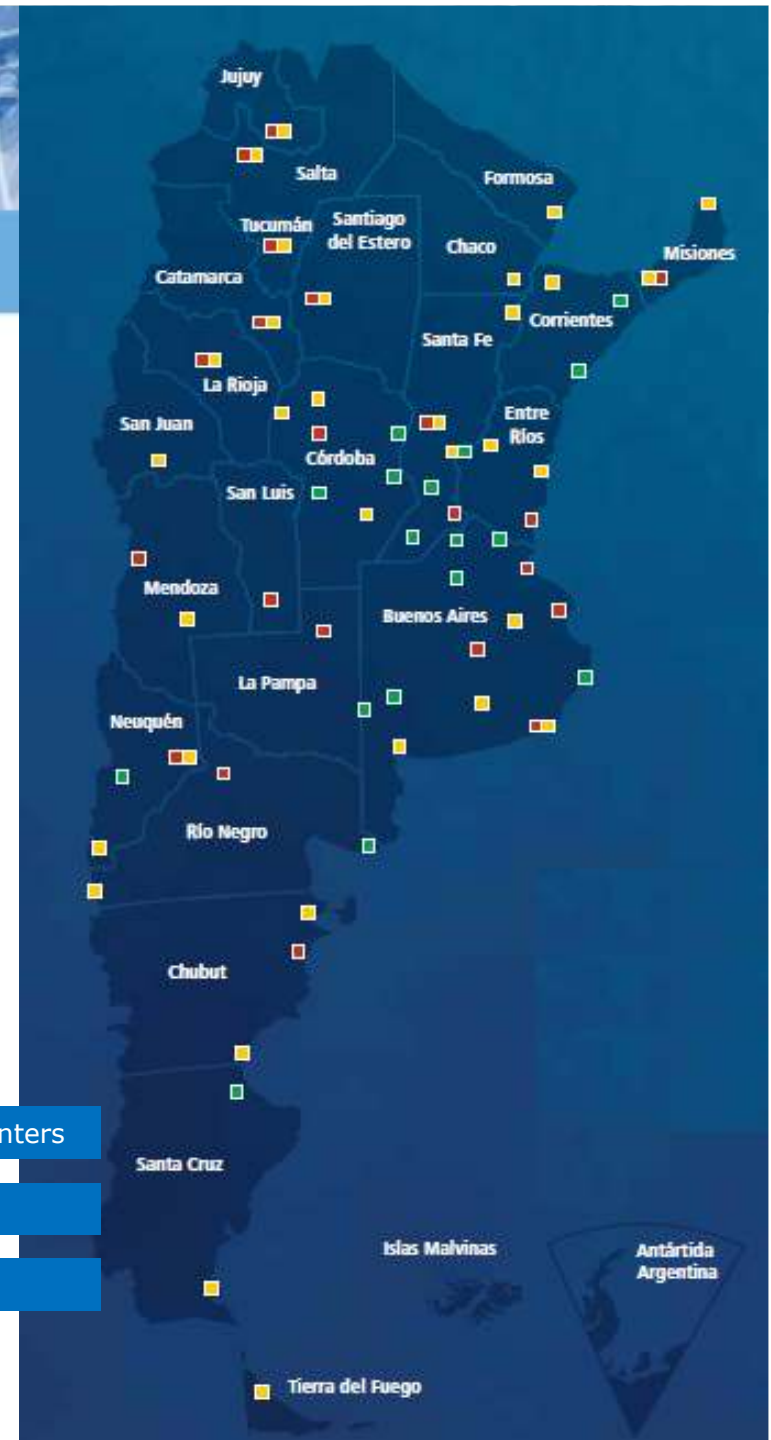 Jujuy
Salta
Formosa
Tucumán
Santiago
del Estero
Chaco
Misiones
Catamarca
Corrientes
Santa Fe
La Rioja
San Juan
Entre
Ríos
Córdoba
San Luis
Mendoza
Buenos Aires
La Pampa
Neuquén
Río Negro
Chubut
nters
Santa Cruz
Islas Malvinas
Antártida
Argentina
Tierra del Fuego